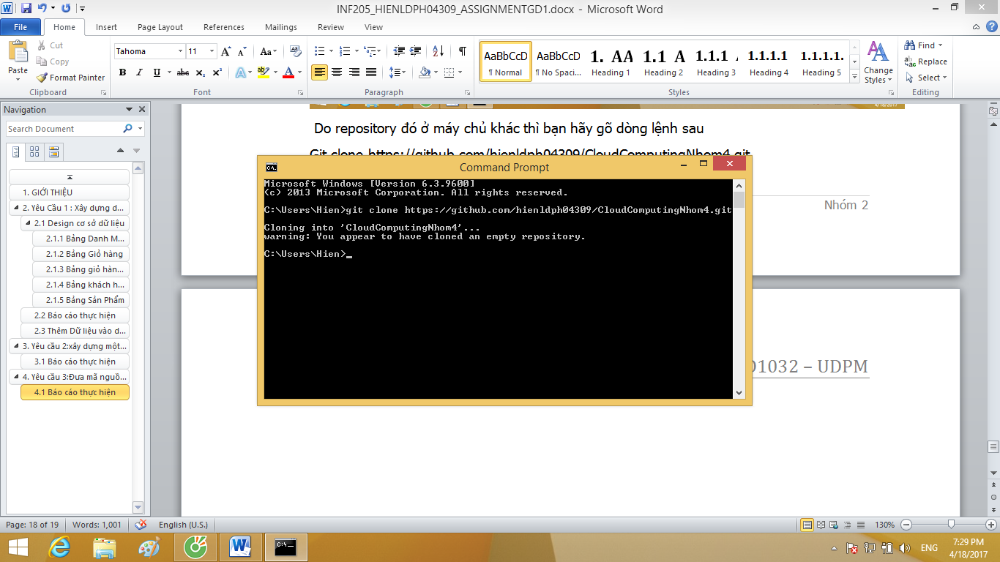 INF205_HIENLDPH04309_ASSIGNMENTGD1.docx - Microsoft Word
File Home Insert Page Layout References Mailings Review View
Paste
Cut
Copy
Format Painter
Clipboard
Tahoma 11
B I U abc x₂ x²
Font
Paragraph
AaBbCcD AaBbCcD 1. AA 1.1 A 1.1.1 1.1.1.1 1.1.1.1.
¶ Normal ¶ No Spaci... Heading 1 Heading 2 Heading 3 Heading 4 Heading 5
Change Styles
Styles
Find
Replace
Select
Editing
Navigation
Search Document
1. GIỚI THIỆU
2. Yêu Cầu 1 : Xây dựng d...
2.1 Design cơ sở dữ liệu
2.1.1 Bảng Danh M...
2.1.2 Bảng Giỏ hàng
2.1.3 Bảng giỏ hàn...
2.1.4 Bảng khách h...
2.1.5 Bảng Sản Phẩm
2.2 Báo cáo thực hiện
2.3 Thêm Dữ liệu vào d...
3. Yêu cầu 2:xây dựng một...
3.1 Báo cáo thực hiện
4. Yêu cầu 3:Đưa mã nguồ...
4.1 Báo cáo thực hiện
4/18/2017
Do repository đó ở máy chủ khác thì bạn hãy gõ dòng lệnh sau
Git clone https://github.com/hienldph04309/CloudComputingNhom4.git
Nhóm 2
Command Prompt
Microsoft Windows [Version 6.3.9600]
(c) 2013 Microsoft Corporation. All rights reserved.
C:\Users\Hien>git clone https://github.com/hienldph04309/CloudComputingNhom4.git
Cloning into 'CloudComputingNhom4'...
warning: You appear to have cloned an empty repository.
C:\Users\Hien>_
1032 – UDPM
Page: 18 of 19 Words: 1,001 English (U.S.) 130%
ENG 7:29 PM
4/18/2017